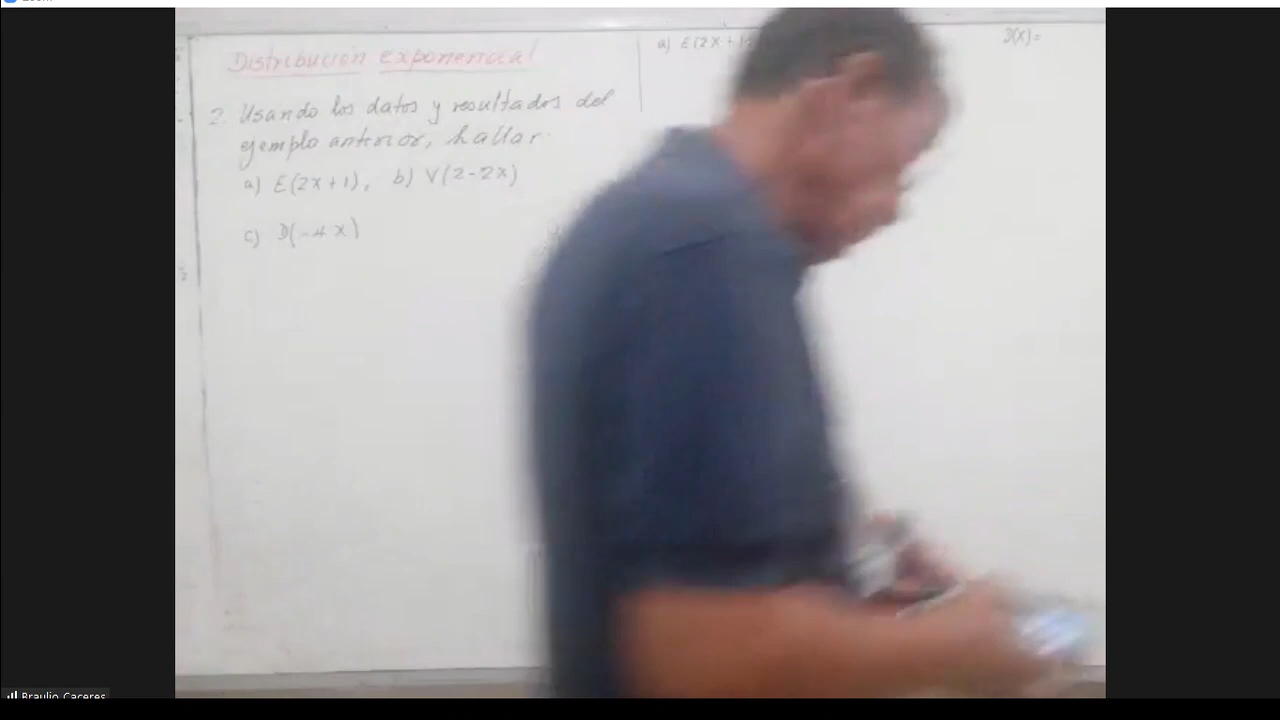 Distribución exponencial
2. Usando los datos y resultados del
ejemplo anterior, hallar
a) E(2x+1), b) V(2-2x)
c) D(-4x)
a) E(2x+1
D(X)=
Braulio Caceres